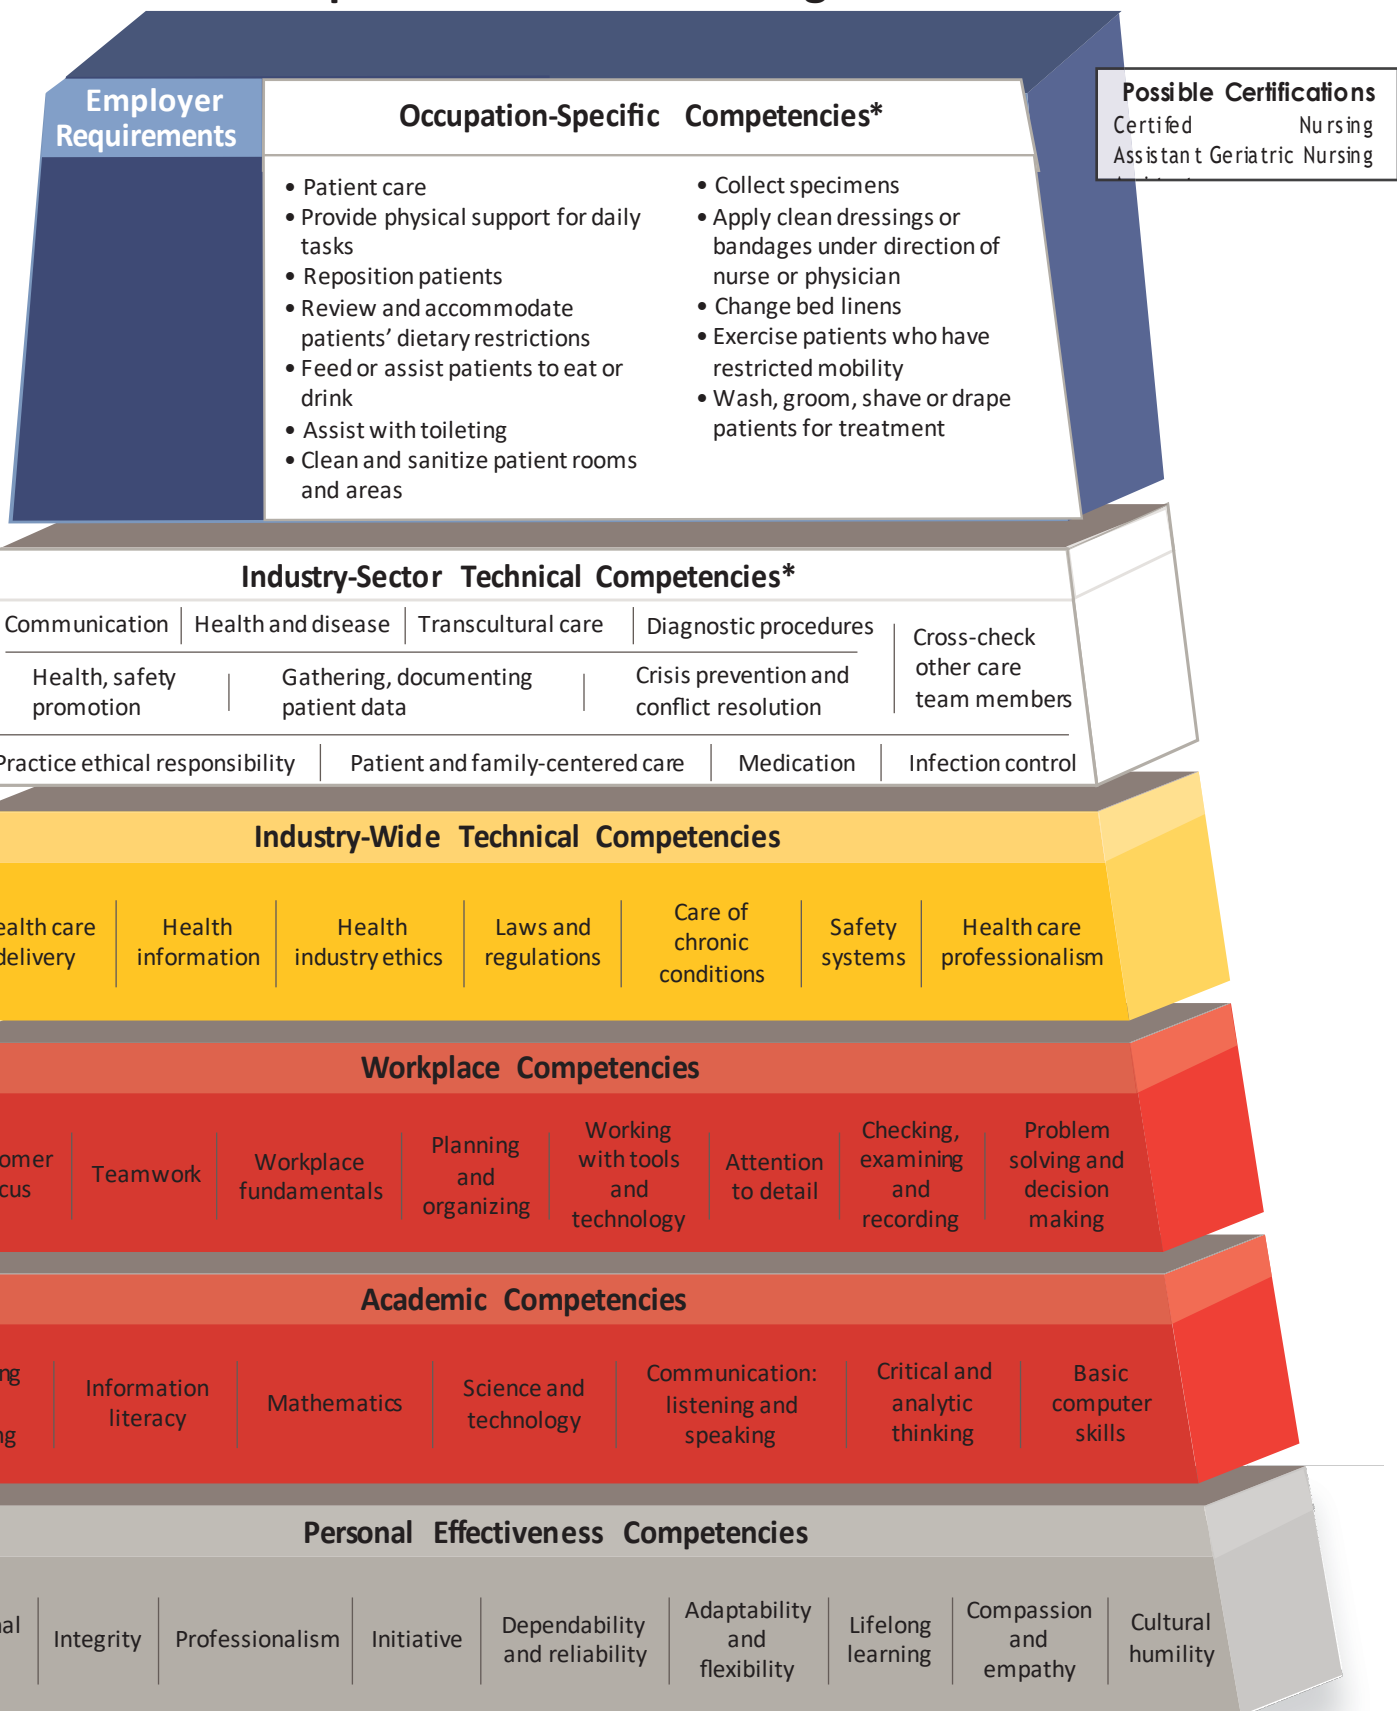 Employer
Requirements
Occupation-Specific Competencies*
• Patient care
• Provide physical support for daily
tasks
• Reposition patients
• Review and accommodate
patients’ dietary restrictions
• Feed or assist patients to eat or
drink
• Assist with toileting
• Clean and sanitize patient rooms
and areas
• Collect specimens
• Apply clean dressings or
bandages under direction of
nurse or physician
• Change bed linens
• Exercise patients who have
restricted mobility
• Wash, groom, shave or drape
patients for treatment
Possible Certifications
Certifed Nursing
Assistant Geriatric Nursing
Industry-Sector Technical Competencies*
Communication
Health and disease
Transcultural care
Diagnostic procedures
Cross-check
other care
team members
Health, safety
promotion
Gathering, documenting
patient data
Crisis prevention and
conflict resolution
Practice ethical responsibility
Patient and family-centered care
Medication
Infection control
Industry-Wide Technical Competencies
ealth care
delivery
Health
information
Health
industry ethics
Laws and
regulations
Care of
chronic
conditions
Safety
systems
Health care
professionalism
Workplace Competencies
omer
cus
Teamwork
Workplace
fundamentals
Planning
and
organizing
Working
with tools
and
technology
Attention
to detail
Checking,
examining
and
recording
Problem
solving and
decision
making
Academic Competencies
ng
ng
Information
literacy
Mathematics
Science and
technology
Communication:
listening and
speaking
Critical and
analytic
thinking
Basic
computer
skills
Personal Effectiveness Competencies
nal
Integrity
Professionalism
Initiative
Dependability
and reliability
Adaptability
and
flexibility
Lifelong
learning
Compassion
and
empathy
Cultural
humility